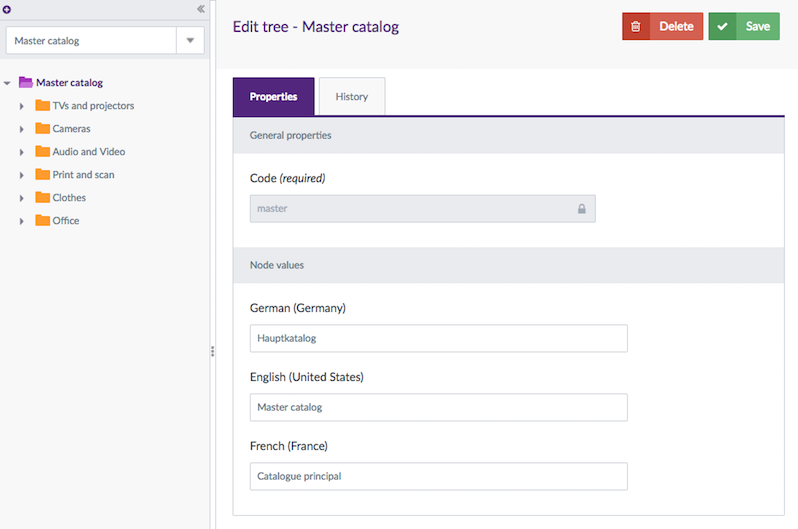 Master catalog
Master catalog
TVs and projectors
Cameras
Audio and Video
Print and scan
Clothes
Office
Edit tree - Master catalog
Delete
Save
Properties
History
General properties
Code (required)
master
Node values
German (Germany)
Hauptkatalog
English (United States)
Master catalog
French (France)
Catalogue principal